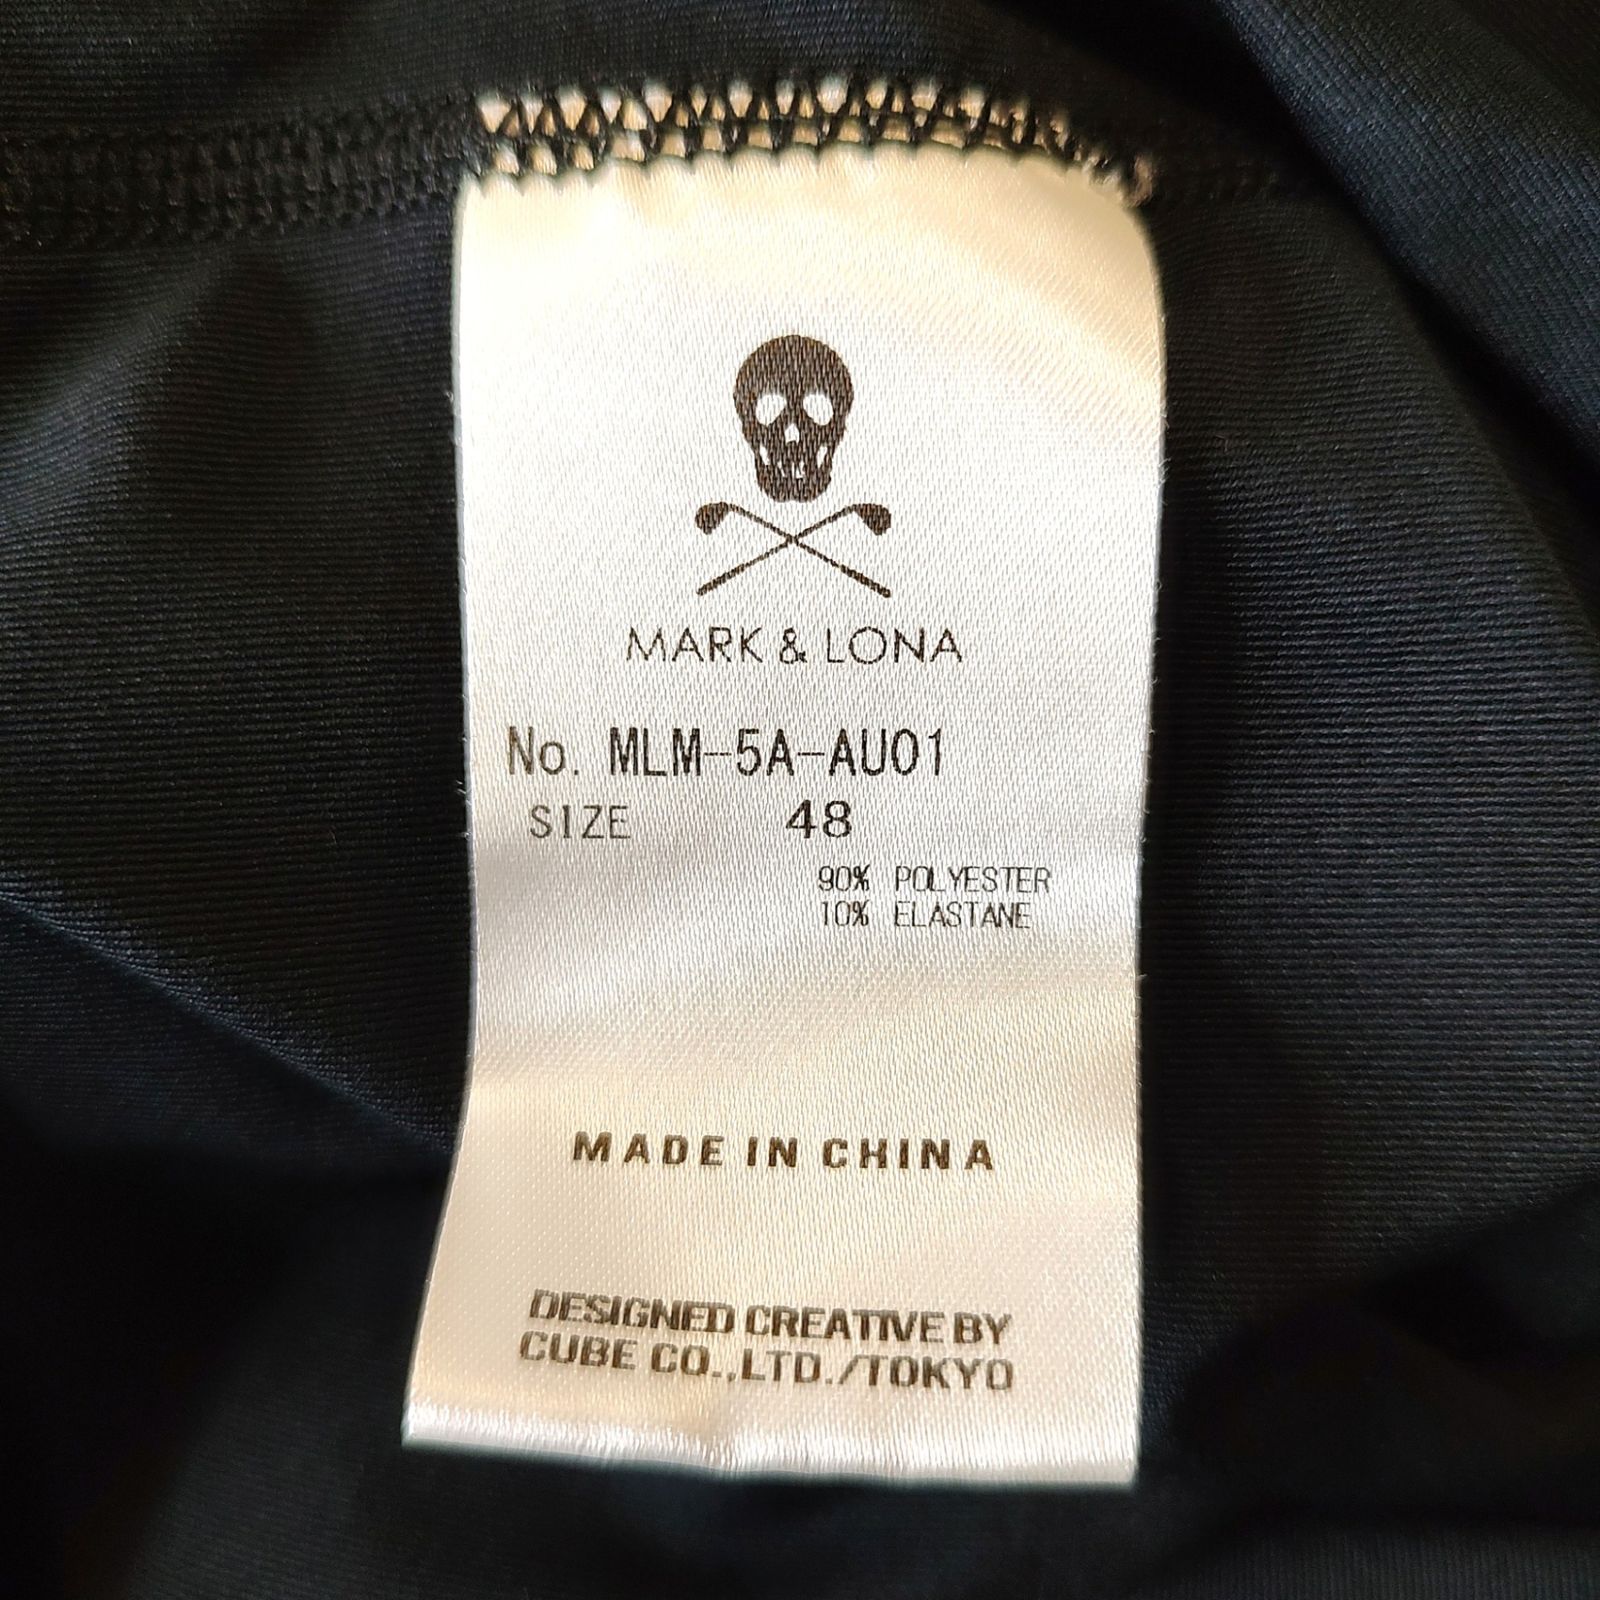 MARK & LONA
No. MLM-5A-AU01
SIZE 48
90% POLYESTER
10% ELASTANE
MADE IN CHINA
DESIGNED CREATIVE BY
CUBE CO.,LTD./TOKYO